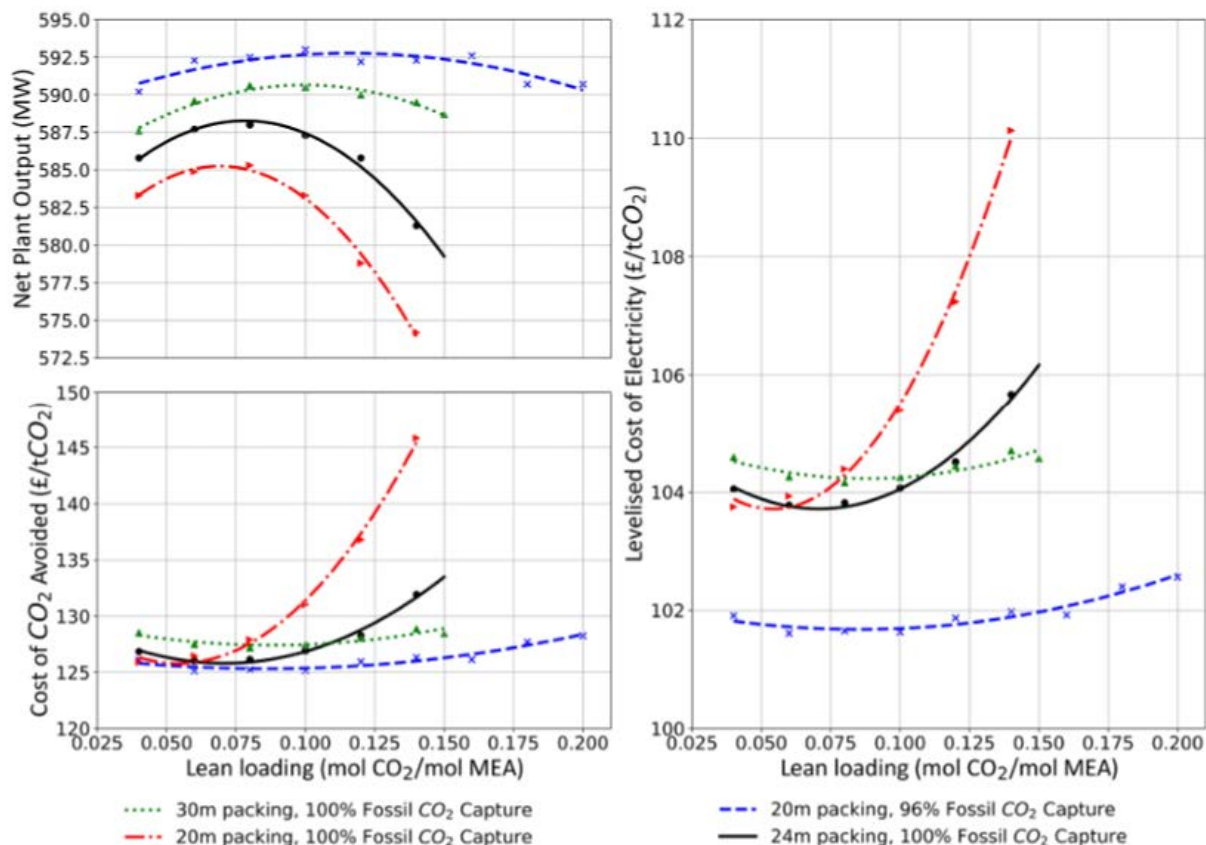 595.0
592.5
590.0
587.5
585.0
582.5
580.0
577.5
575.0
572.5
Net Plant Output (MW)
150
145
140
135
130
125
120
Cost of CO₂ Avoided (£/tCO₂)
0.025 0.050 0.075 0.100 0.125 0.150 0.175 0.200
Lean loading (mol CO₂/mol MEA)
112
110
108
106
104
102
100
Levelised Cost of Electricity (£/tCO₂)
0.025 0.050 0.075 0.100 0.125 0.150 0.175 0.200
Lean loading (mol CO₂/mol MEA)
30m packing, 100% Fossil CO₂ Capture
20m packing, 100% Fossil CO₂ Capture
20m packing, 96% Fossil CO₂ Capture
24m packing, 100% Fossil CO₂ Capture